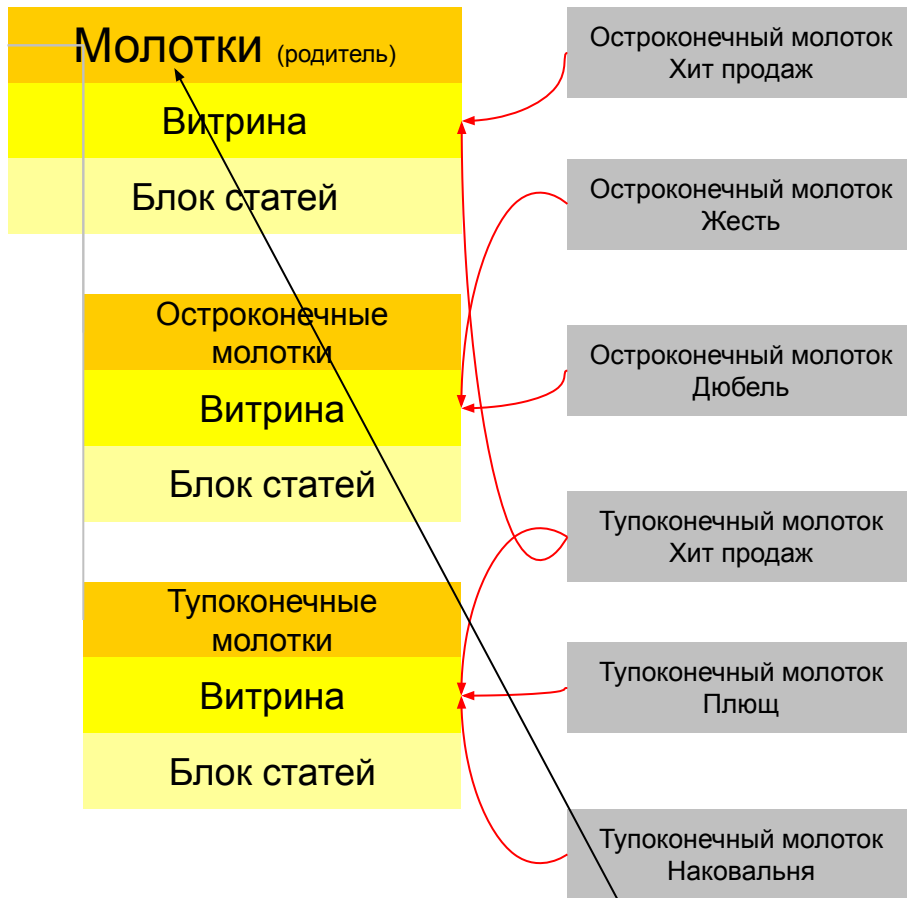 Молотки (родитель)
Витрина
Блок статей
Остроконечные
молотки
Витрина
Блок статей
Тупоконечные
молотки
Витрина
Блок статей
Остроконечный молоток
Хит продаж
Остроконечный молоток
Жесть
Остроконечный молоток
Дюбель
Тупоконечный молоток
Хит продаж
Тупоконечный молоток
Плющ
Тупоконечный молоток
Наковальня